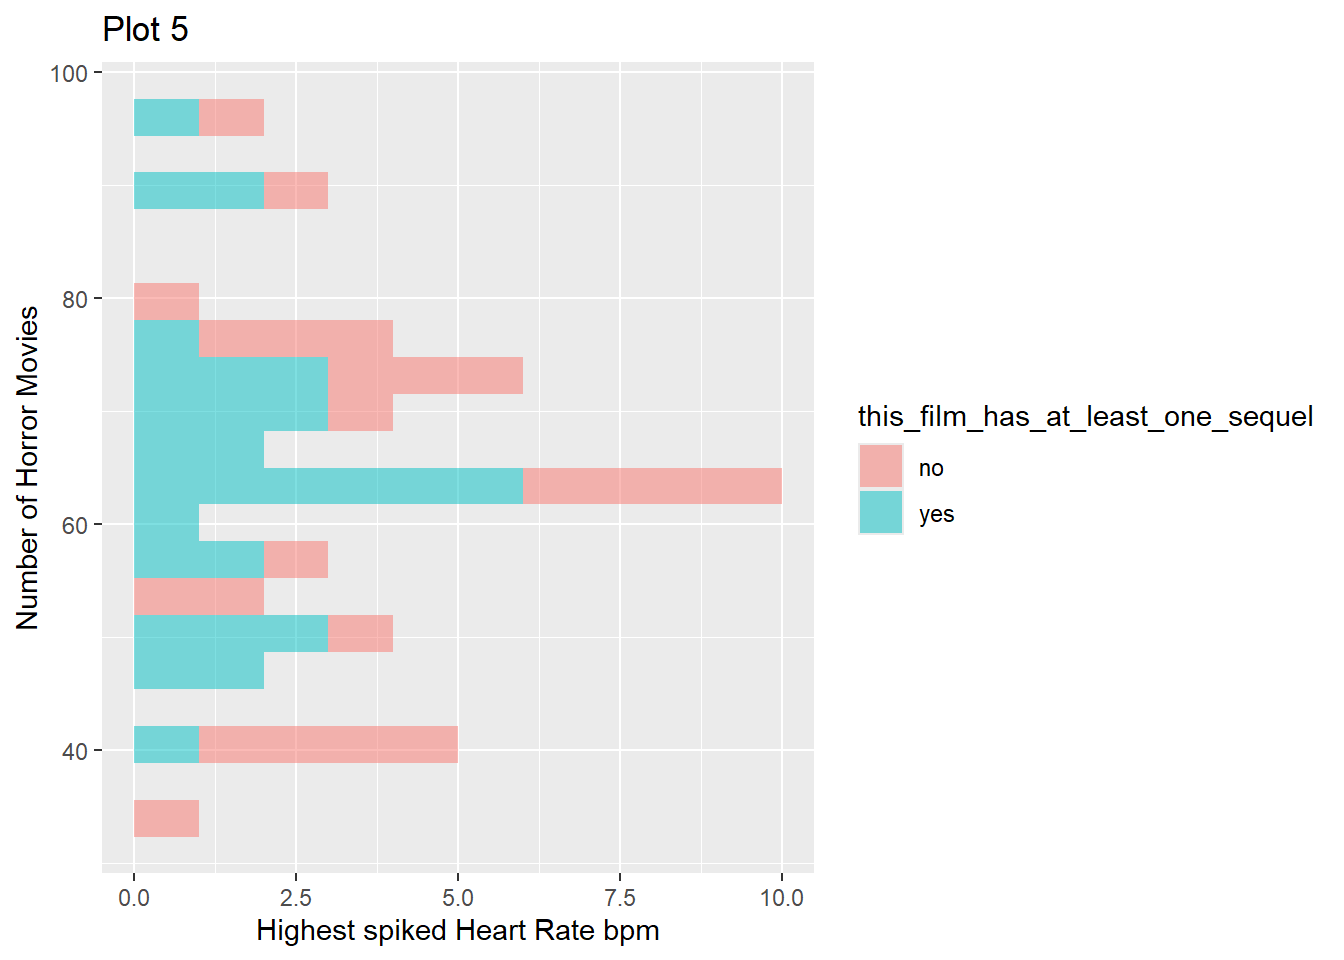 Plot 5
100
80
60
40
Number of Horror Movies
0.0 2.5 5.0 7.5 10.0
Highest spiked Heart Rate bpm
this_film_has_at_least_one_sequel
no
yes